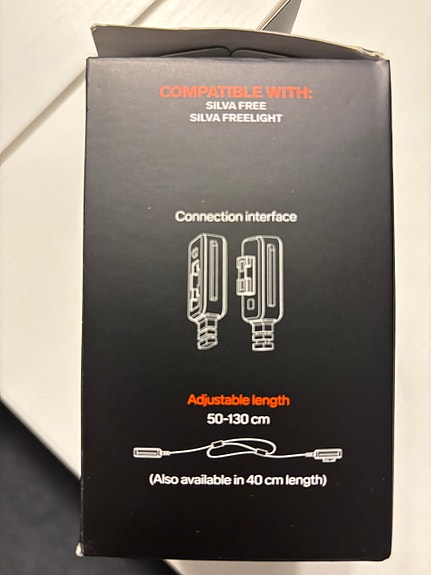 COMPATIBLE WITH:
SILVA FREE
SILVA FREELIGHT
Connection interface
Adjustable length
50-130 cm
(Also available in 40 cm length)